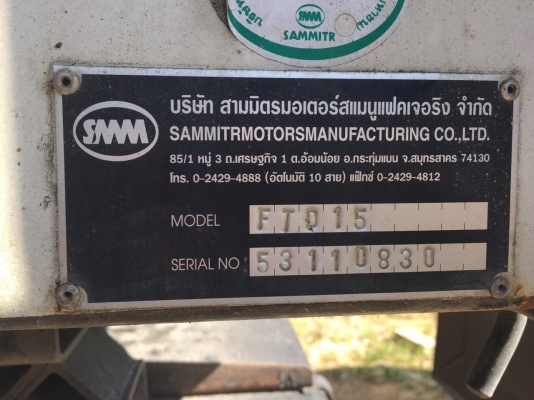 SMM
SAMMITR
SMM
บริษัท สามมิตรมอเตอร์สแมนูแฟคเจอริง จำกัด
SAMMITRMOTORSMANUFACTURING CO.,LTD.
85/1 หมู่ 3 ถ.เศรษฐกิจ 1 ต.อ้อมน้อย อ.กระทุ่มแบน จ.สมุทรสาคร 74130
โทร. 0-2429-4888 (อัตโนมัติ 10 สาย) แฟ็กซ์ 0-2429-4812
MODEL FTQ15
SERIAL NO 53110830